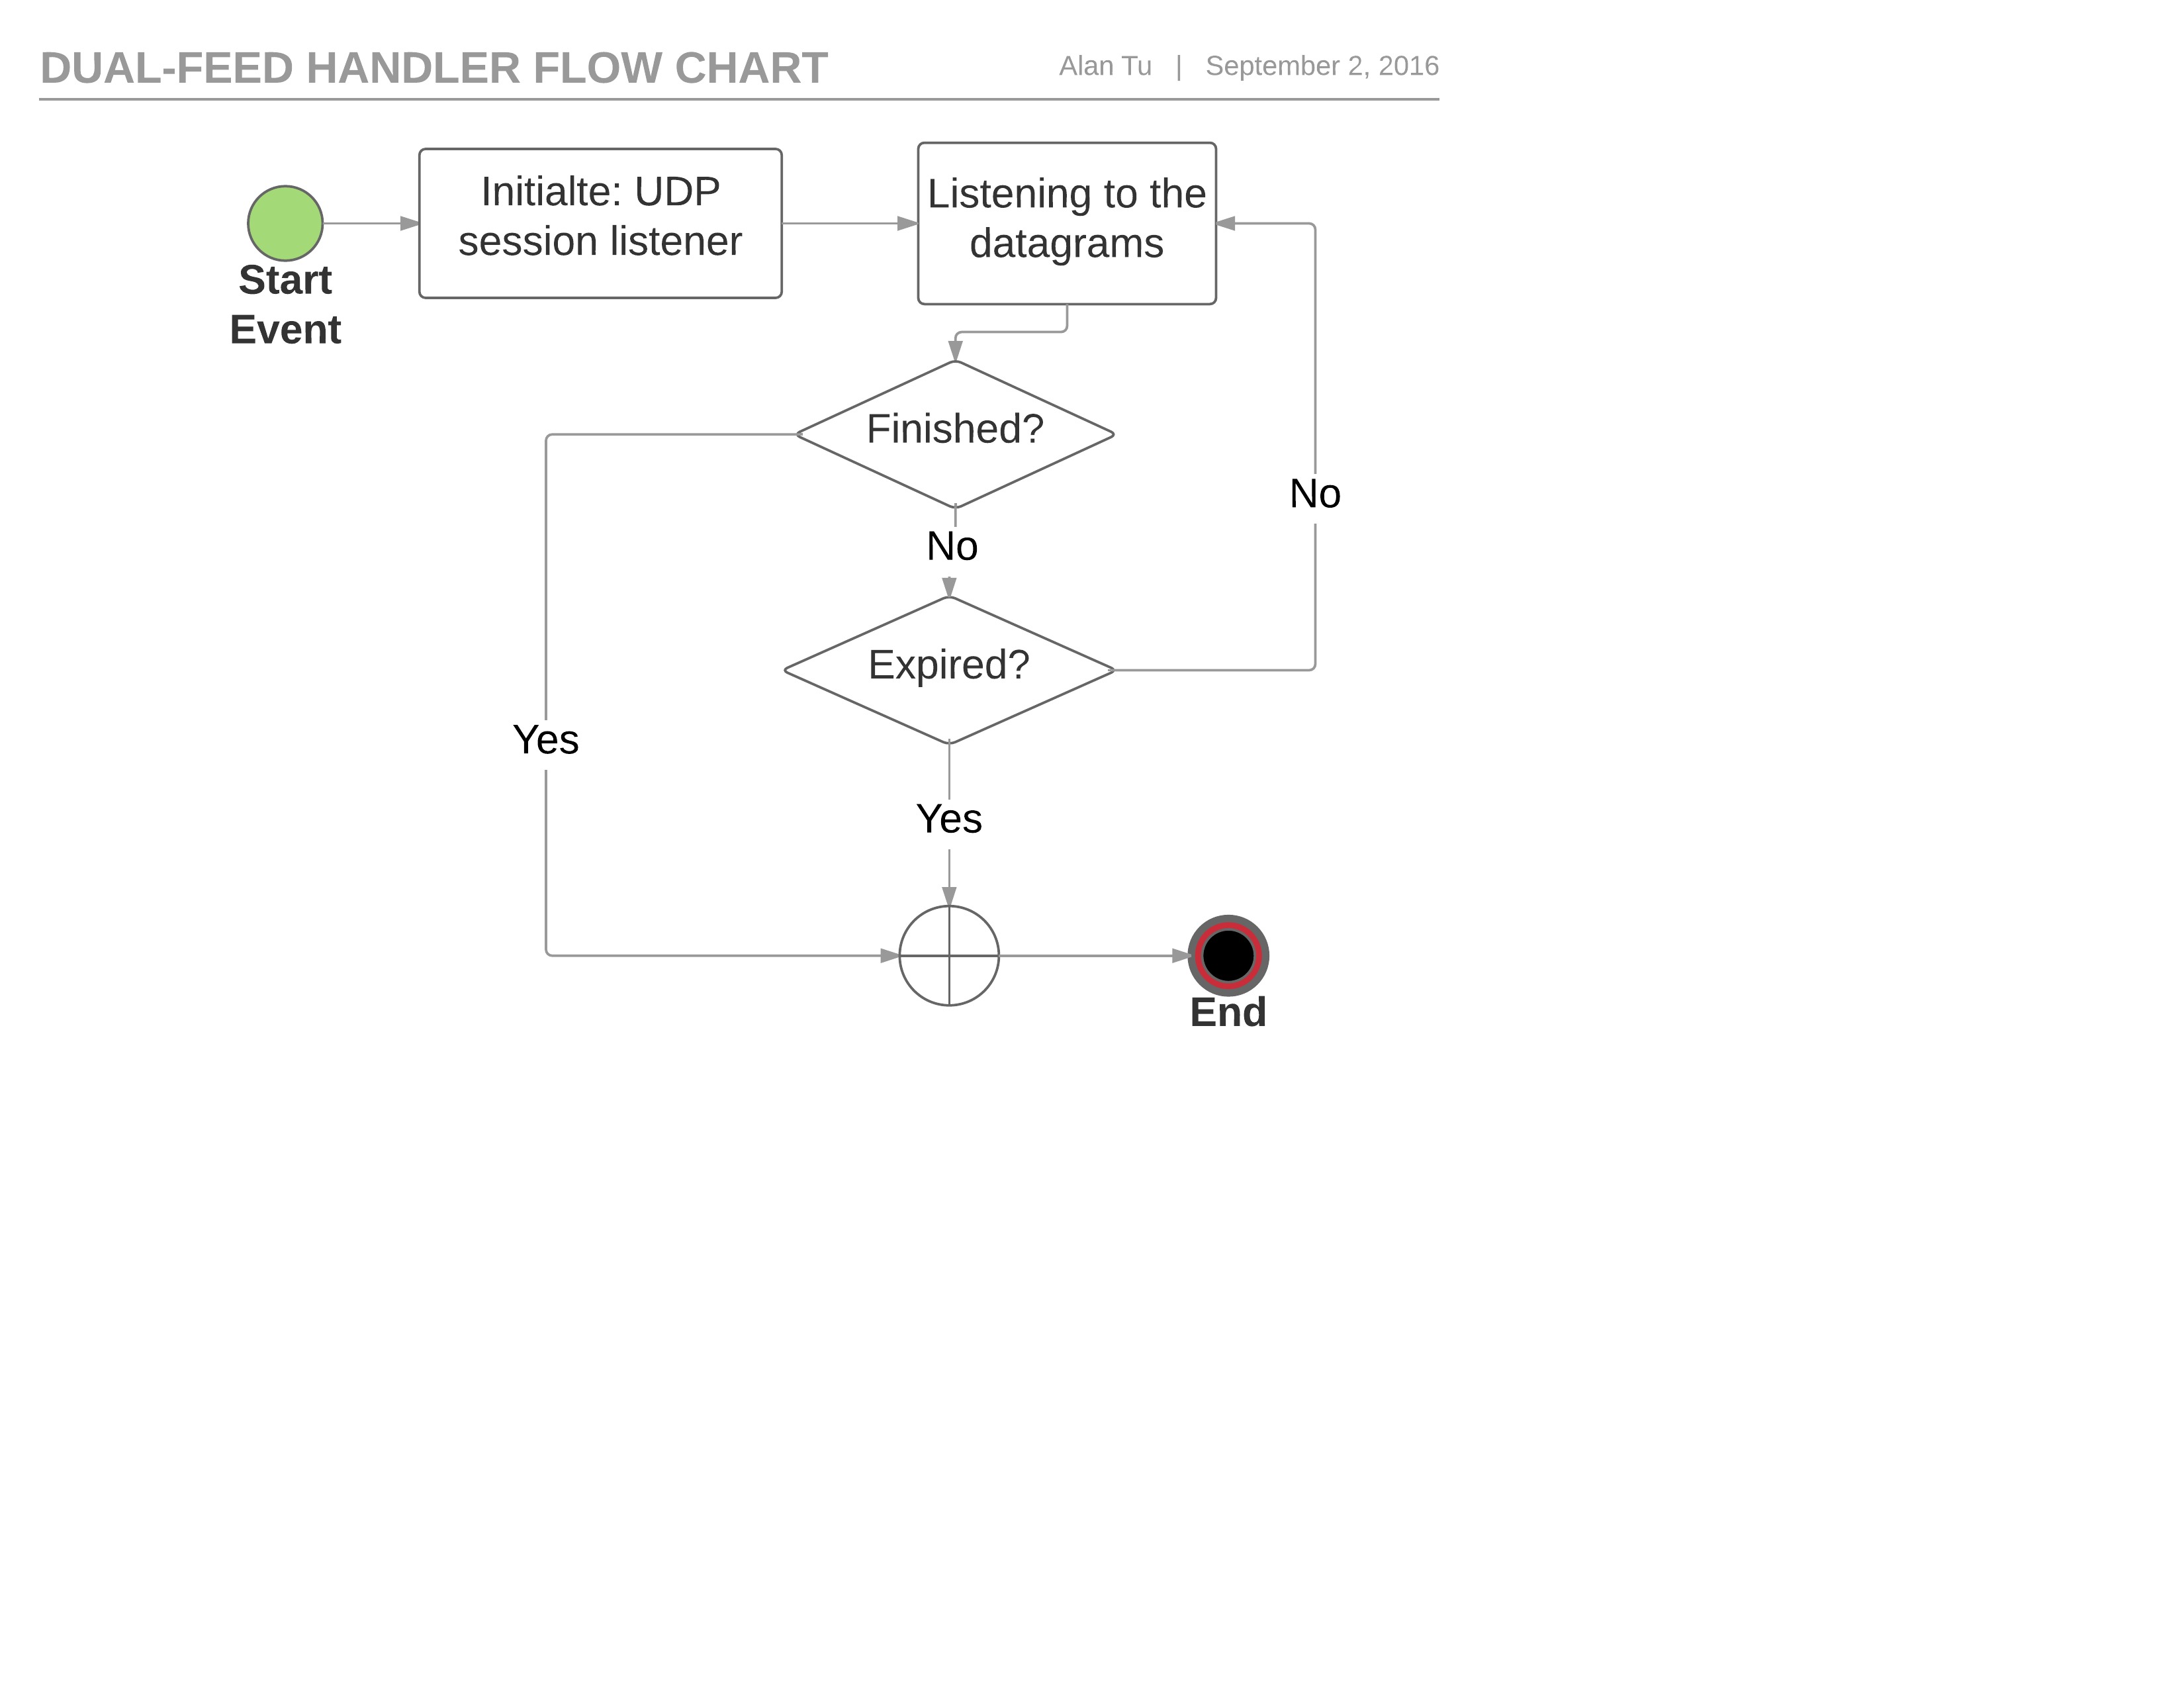 DUAL-FEED HANDLER FLOW CHART
Alan Tu | September 2, 2016
Initialte: UDP
session listener
Listening to the
datagrams
Start
Event
Finished?
No
No
Expired?
Yes
Yes
End